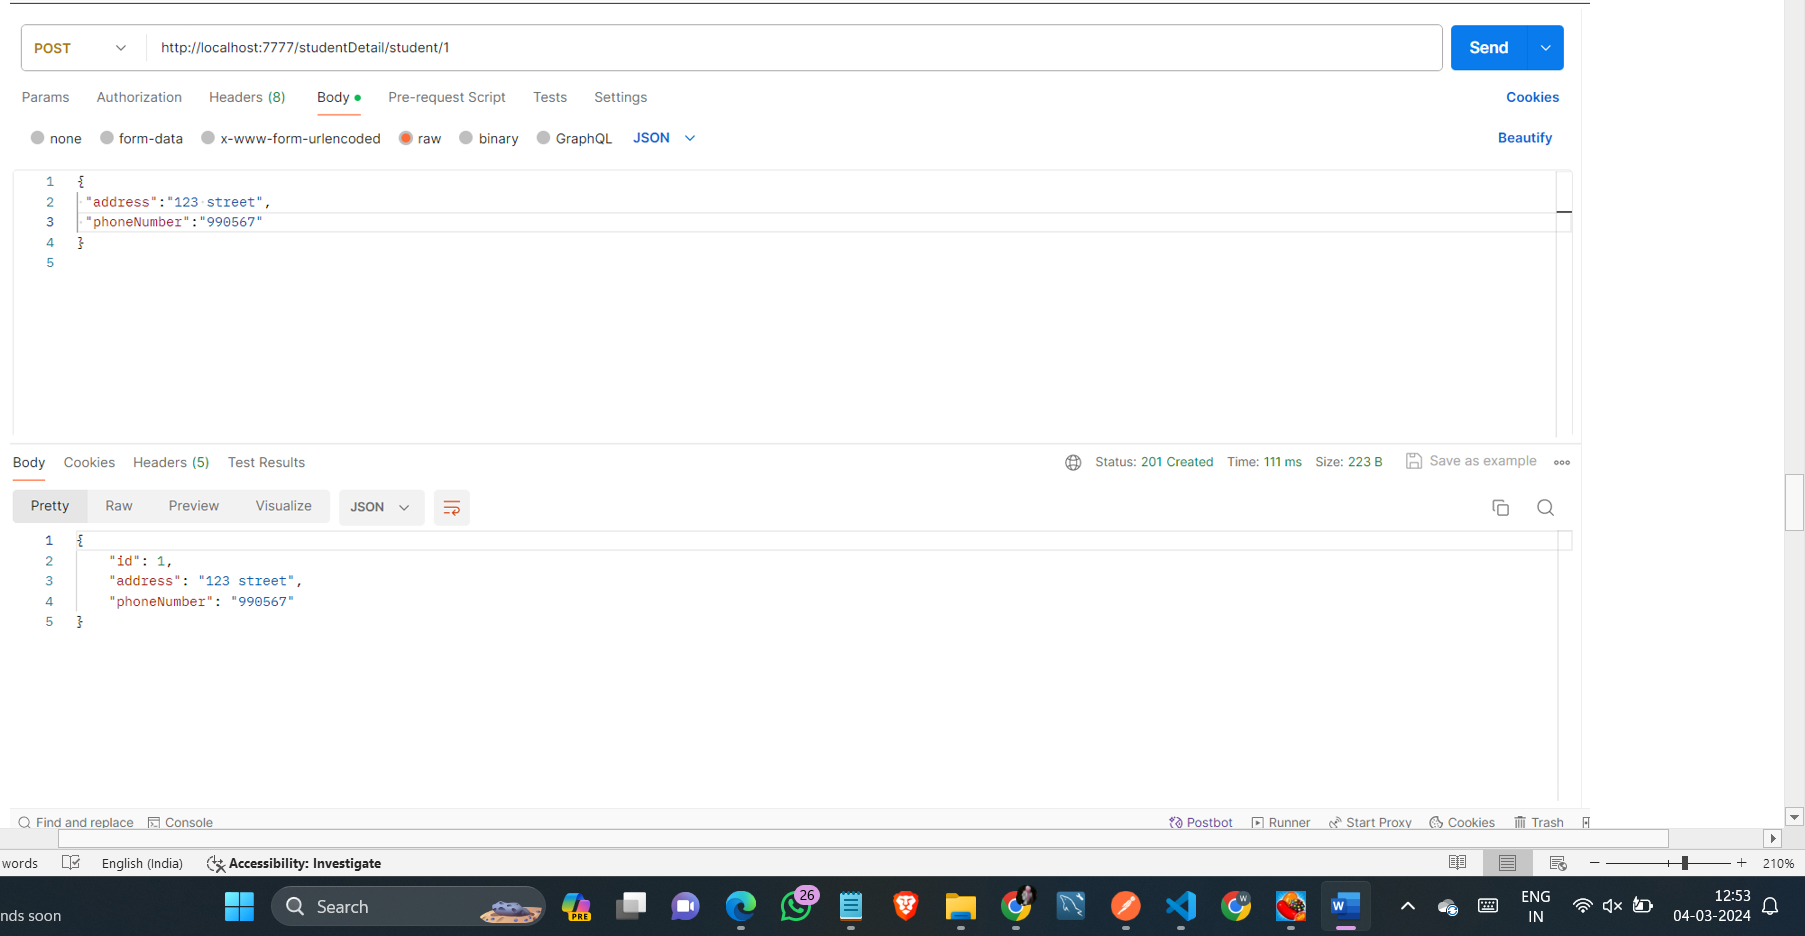 POST http://localhost:7777/studentDetail/student/1 Send
Params Authorization Headers (8) Body Pre-request Script Tests Settings Cookies
none form-data x-www-form-urlencoded raw binary GraphQL JSON Beautify
1 {
2 "address":"123 street",
3 "phoneNumber":"990567"
4 }
5
Body Cookies Headers (5) Test Results Status: 201 Created Time: 111 ms Size: 223 B Save as example
Pretty Raw Preview Visualize JSON
1 {
2 "id": 1,
3 "address": "123 street",
4 "phoneNumber": "990567"
5 }
Find and replace Console Postbot Runner Start Proxy Cookies Trash
words English (India) Accessibility: Investigate 210%
nds soon Search PRE 26 W W ENG 12:53
IN 04-03-2024